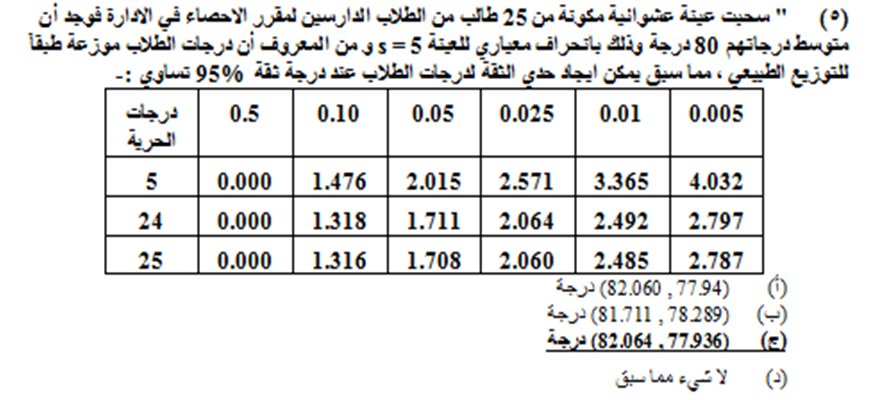 (٥) " سحبت عينة عشوانية مكونة من 25 طالب من الطلاب الدارسين لمقرر الاحصاء في الادارة فوجد أن
متوسط درجاتهم 80 درجة وذلك بانحراف معياري للعينة s = 5 و من المعروف أن درجات الطلاب موزعة طبقاً
للتوزيع الطبيعي ، مما سبق يمكن ايجاد حدي الثقة لدرجات الطلاب عند درجة ثقة 95% تساوي :-
درجات الحرية 0.5 0.10 0.05 0.025 0.01 0.005
5 0.000 1.476 2.015 2.571 3.365 4.032
24 0.000 1.318 1.711 2.064 2.492 2.797
25 0.000 1.316 1.708 2.060 2.485 2.787
(أ) (82.060 , 77.94) درجة
(ب) (81.711 , 78.289) درجة
(ج) (82.064 , 77.936) درجة
(د) لا شيء مما سبق